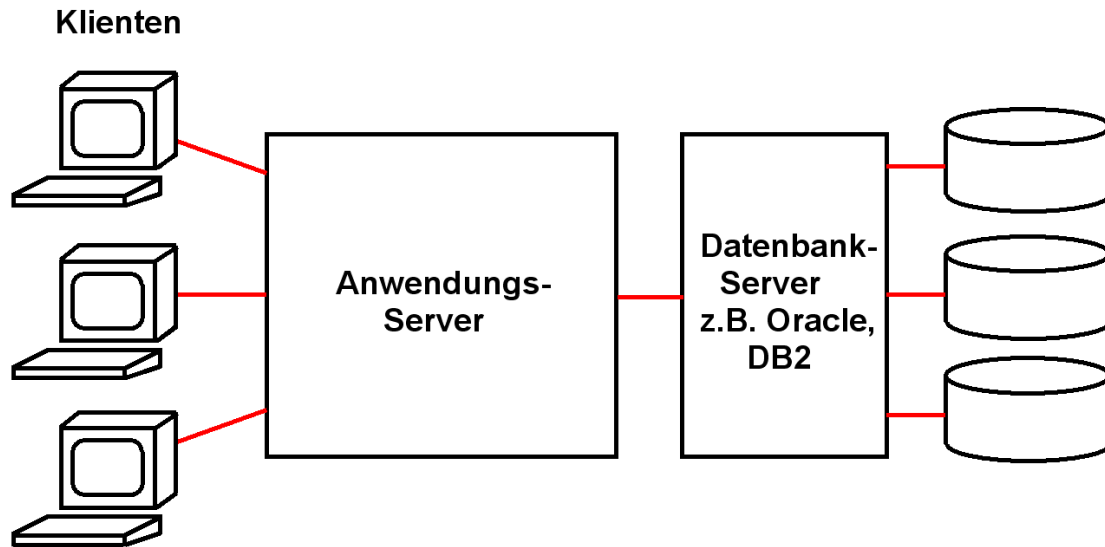 Klienten
Anwendungs-
Server
Datenbank-
Server
z.B. Oracle,
DB2